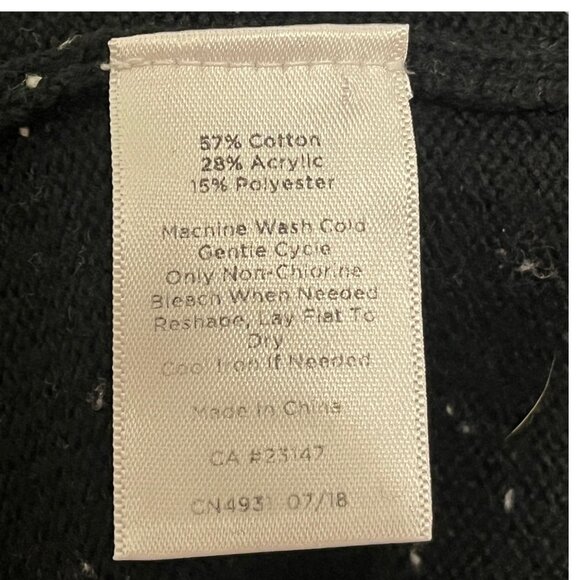 57% Cotton
28% Acrylic
15% Polyester
Machine Wash Cold
Gentle Cycle
Only Non-Chlorine
Bleach When Needed
Reshape, Lay Flat To
Dry
Cool Iron If Needed
Made In China
CA #23147
CN4931 07/18